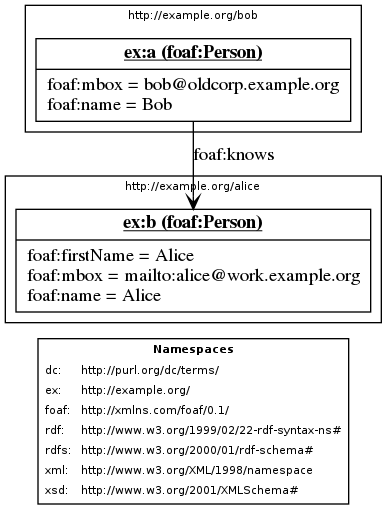 http://example.org/bob
ex:a (foaf:Person)
foaf:mbox = bob@oldcorp.example.org
foaf:name = Bob
foaf:knows
http://example.org/alice
ex:b (foaf:Person)
foaf:firstName = Alice
foaf:mbox = mailto:alice@work.example.org
foaf:name = Alice
Namespaces
dc: http://purl.org/dc/terms/
ex: http://example.org/
foaf: http://xmlns.com/foaf/0.1/
rdf: http://www.w3.org/1999/02/22-rdf-syntax-ns#
rdfs: http://www.w3.org/2000/01/rdf-schema#
xml: http://www.w3.org/XML/1998/namespace
xsd: http://www.w3.org/2001/XMLSchema#